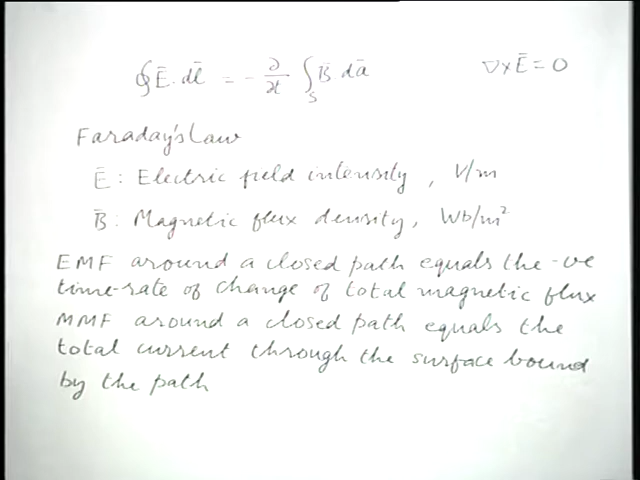 ∮ Ē · dl̄ = - ∂/∂t ∫_S B̄ · dā    ∇×Ē = 0
Faraday's Law
Ē : Electric field intensity , V/m
B̄ : Magnetic flux density, Wb/m²
EMF around a closed path equals the -ve
time-rate of change of total magnetic flux
MMF around a closed path equals the
total current through the surface bound
by the path